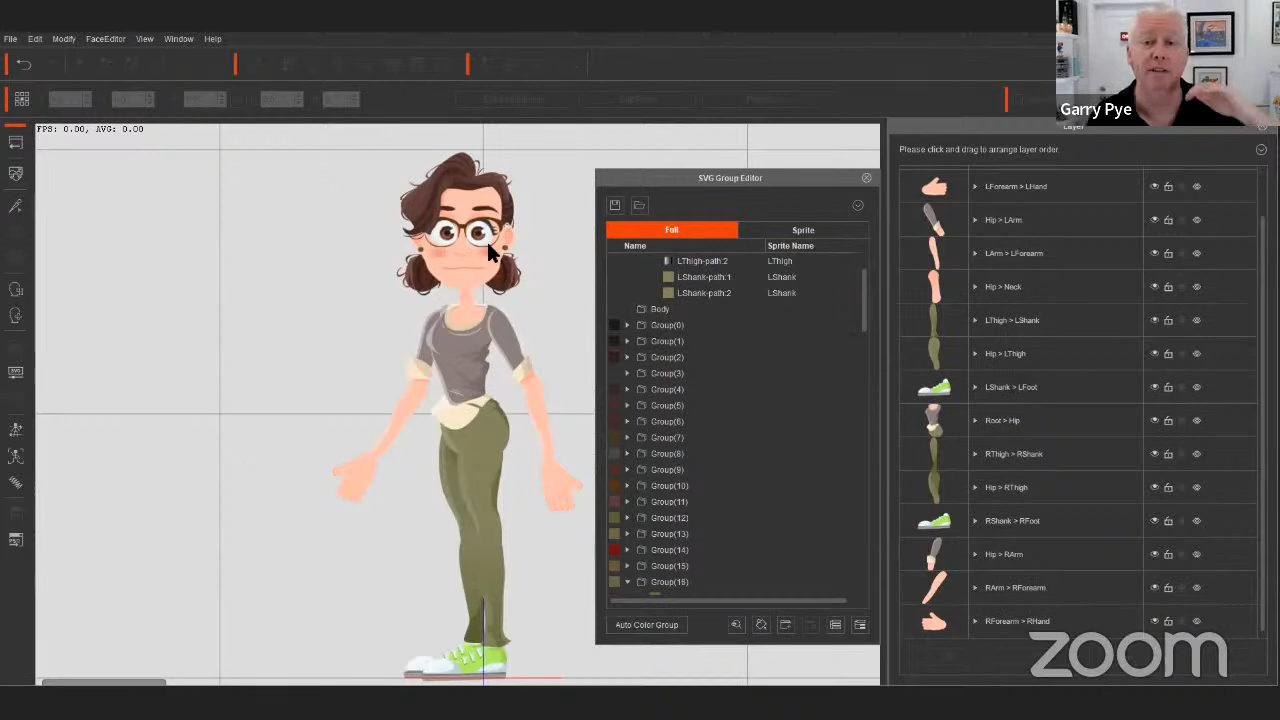 File Edit Modify FaceEditor View Window Help
Garry Pye
FPS: 0.00, AVG: 0.00
Please click and drag to arrange layer order.
SVG Group Editor
Full Sprite
Name Sprite Name
LThigh-path:2 LThigh
LShank-path:1 LShank
LShank-path:2 LShank
Body
Group(0)
Group(1)
Group(2)
Group(3)
Group(4)
Group(5)
Group(6)
Group(7)
Group(8)
Group(9)
Group(10)
Group(11)
Group(12)
Group(13)
Group(14)
Group(15)
Group(16)
Auto Color Group
LForearm > LHand
Hip > LArm
LArm > LForearm
Hip > Neck
LThigh > LShank
Hip > LThigh
LShank > LFoot
Root > Hip
RThigh > RShank
Hip > RThigh
RShank > RFoot
Hip > RArm
RArm > RForearm
RForearm > RHand
zoom